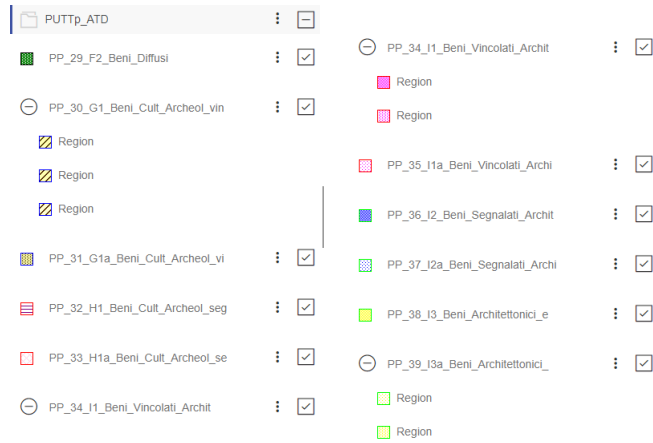 PUTTp_ATD
PP_29_F2_Beni_Diffusi
PP_30_G1_Beni_Cult_Archeol_vin
Region
Region
Region
PP_31_G1a_Beni_Cult_Archeol_vi
PP_32_H1_Beni_Cult_Archeol_seg
PP_33_H1a_Beni_Cult_Archeol_se
PP_34_I1_Beni_Vincolati_Archit
PP_34_I1_Beni_Vincolati_Archit
Region
Region
PP_35_I1a_Beni_Vincolati_Archi
PP_36_I2_Beni_Segnalati_Archit
PP_37_I2a_Beni_Segnalati_Archi
PP_38_I3_Beni_Architettonici_e
PP_39_I3a_Beni_Architettonici_
Region
Region